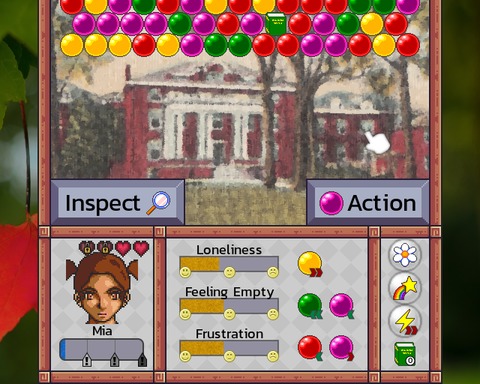 Inspect
Action
Loneliness
Feeling Empty
Frustration
Mia